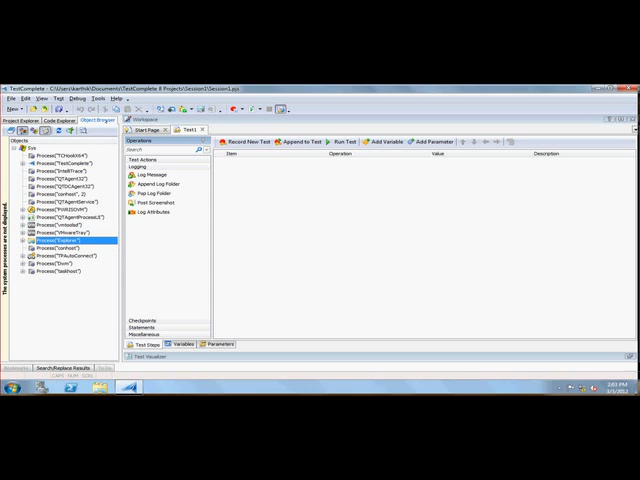 TestComplete - C:\Users\karthik\Documents\TestComplete 8 Projects\Session1\Session1.pjs
File Edit View Test Debug Tools Help
New
Project Explorer Code Explorer Object Browser
Workspace
Start Page Test1
Objects
Operations
Search
Record New Test Append to Test Run Test Add Variable Add Parameter
Item Operation Value Description
Sys
Process("TCHookX64")
Process("TestComplete")
Process("IntelliTrace")
Process("QTAgent32")
Process("QTDCAgent32")
Process("conhost", 2)
Process("QTAgentService")
Process("QTAgentProcessUI")
Process("vmtoolsd")
Process("VMwareTray")
Process("Explorer")
Process("conhost")
Process("TPAutoConnect")
Process("Dwm")
Process("taskhost")
The system processes are not displayed.
Test Actions
Logging
Log Message
Append Log Folder
Pop Log Folder
Post Screenshot
Log Attributes
Checkpoints
Statements
Miscellaneous
Test Steps Variables Parameters
Test Visualizer
Bookmarks Search/Replace Results To Do
CAPS NUM SCRL
2:03 PM